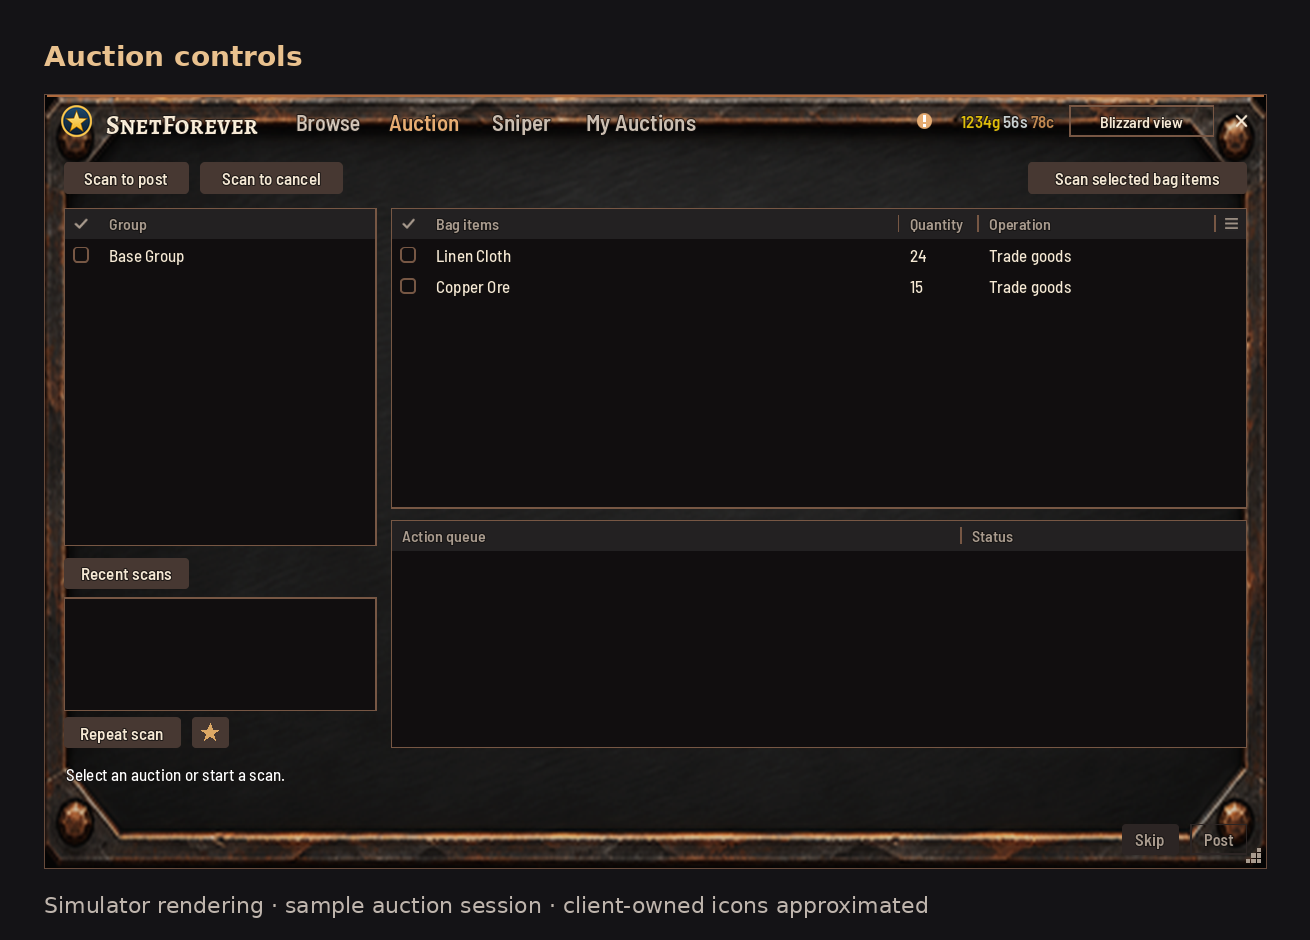 Auction controls
SnetForever Browse Auction Sniper My Auctions 1234g 56s 78c Blizzard view
Scan to post Scan to cancel Scan selected bag items
Group Bag items Quantity Operation
Base Group Linen Cloth 24 Trade goods
Copper Ore 15 Trade goods
Action queue Status
Recent scans
Repeat scan
Select an auction or start a scan.
Skip Post
Simulator rendering · sample auction session · client-owned icons approximated